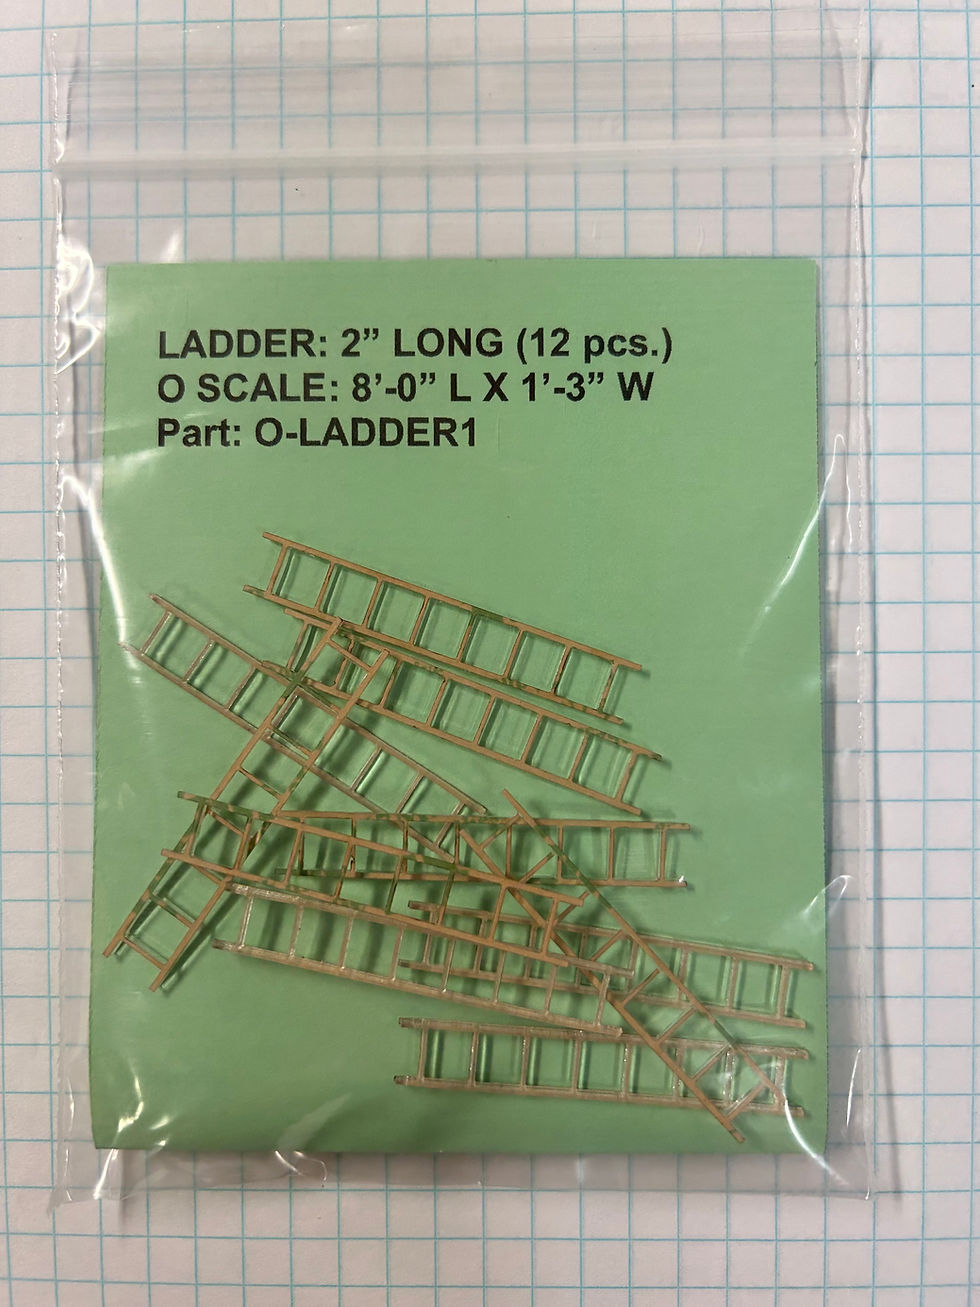 LADDER: 2” LONG (12 pcs.)
O SCALE: 8’-0” L X 1’-3” W
Part: O-LADDER1